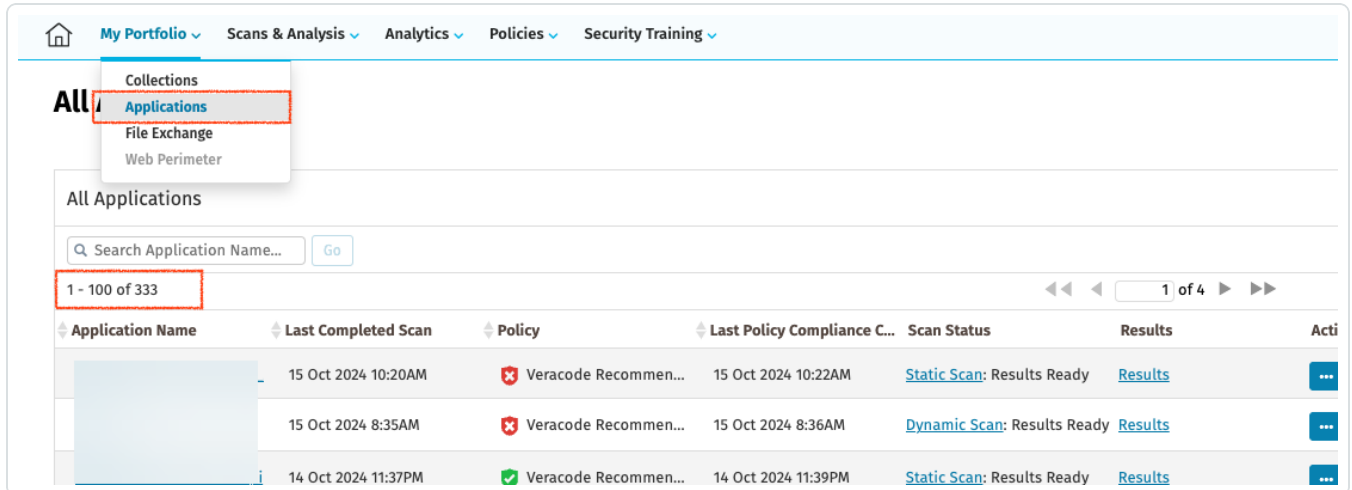 My Portfolio Scans & Analysis Analytics Policies Security Training
Collections
All
Applications
File Exchange
Web Perimeter
All Applications
Search Application Name... Go
1 - 100 of 333 1 of 4
Application Name Last Completed Scan Policy Last Policy Compliance C... Scan Status Results Acti
15 Oct 2024 10:20AM Veracode Recommen... 15 Oct 2024 10:22AM Static Scan: Results Ready Results
15 Oct 2024 8:35AM Veracode Recommen... 15 Oct 2024 8:36AM Dynamic Scan: Results Ready Results
i 14 Oct 2024 11:37PM Veracode Recommen... 14 Oct 2024 11:39PM Static Scan: Results Ready Results